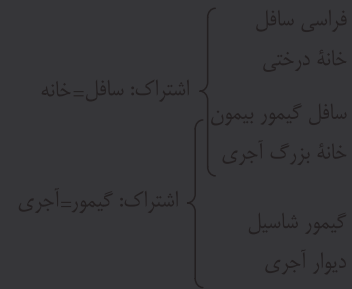 فراسی سافل
خانهٔ درختی
اشتراک: سافل=خانه
سافل گیمور بیمون
خانهٔ بزرگ آجری
اشتراک: گیمور=آجری
گیمور شاسیل
دیوار آجری